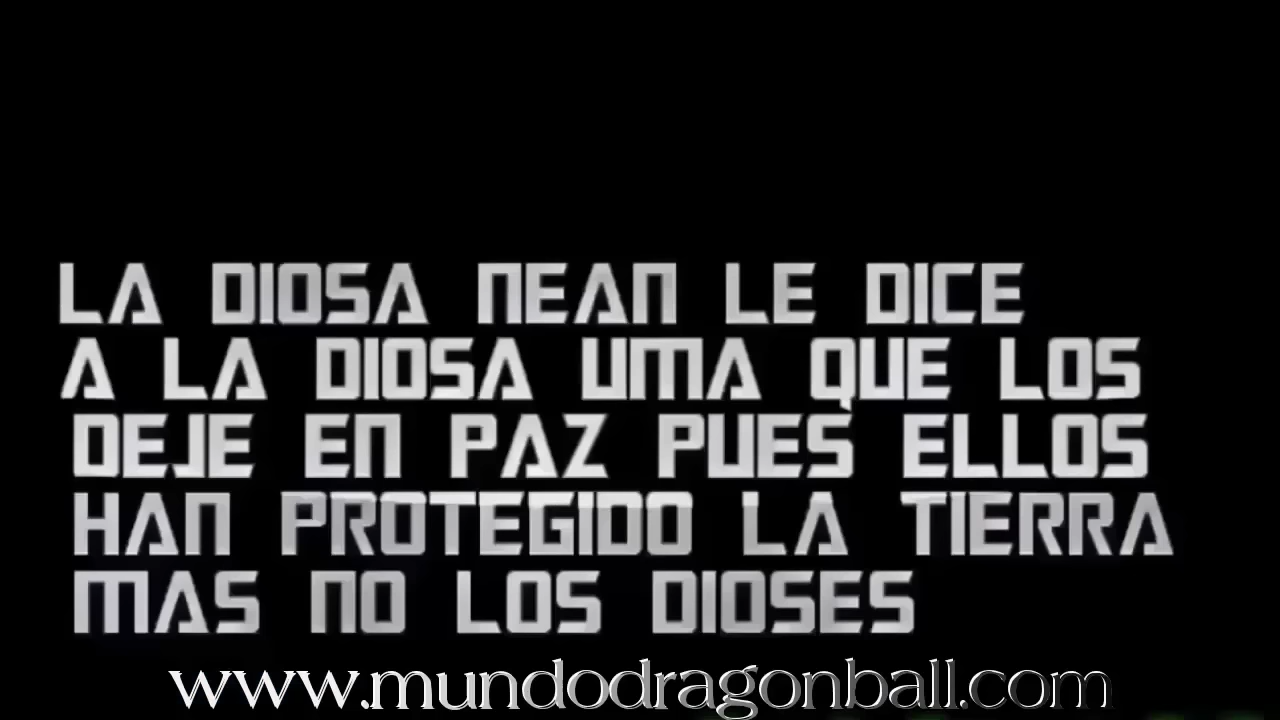 LA DIOSA NEAN LE DICE
A LA DIOSA UMA QUE LOS
DEJE EN PAZ PUES ELLOS
HAN PROTEGIDO LA TIERRA
MAS NO LOS DIOSES
www.mundodragonball.com